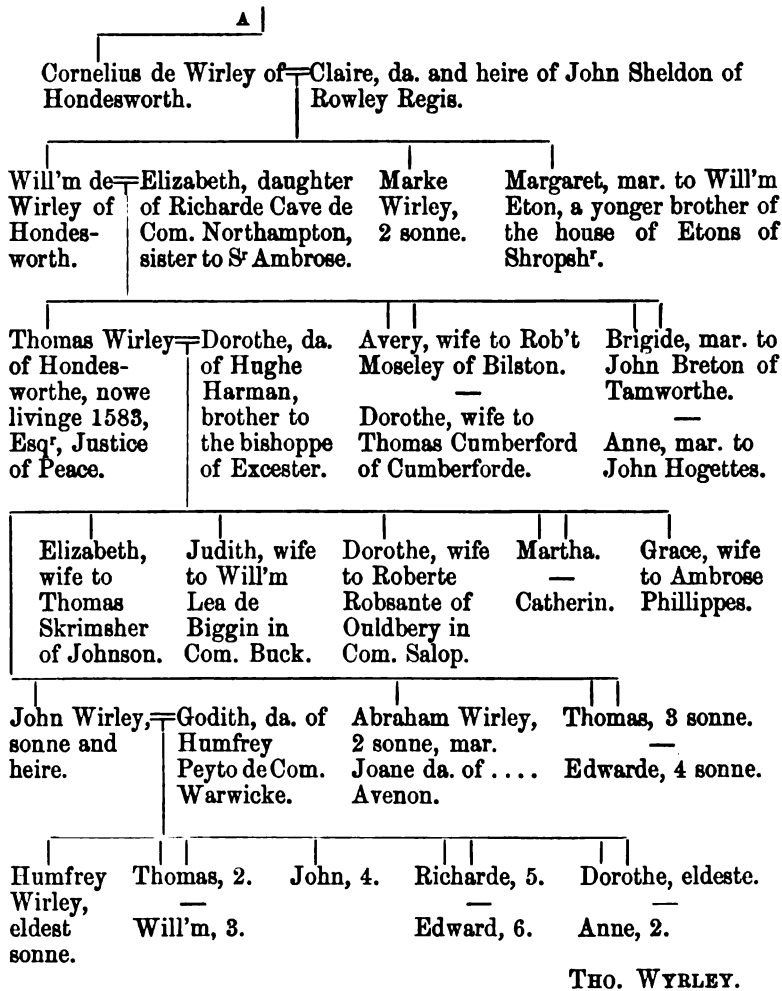 A
Cornelius de Wirley of
Hondesworth.
Claire, da. and heire of John Sheldon of
Rowley Regis.
Will'm de
Wirley of
Hondes-
worth.
Elizabeth, daughter
of Richarde Cave de
Com. Northampton,
sister to Sr Ambrose.
Marke
Wirley,
2 sonne.
Margaret, mar. to Will'm
Eton, a yonger brother of
the house of Etons of
Shropshr.
Thomas Wirley
of Hondes-
worthe, nowe
livinge 1583,
Esqr, Justice
of Peace.
Dorothe, da.
of Hughe
Harman,
brother to
the bishoppe
of Excester.
Avery, wife to Rob't
Moseley of Bilston.
—
Dorothe, wife to
Thomas Cumberford
of Cumberforde.
Brigide, mar. to
John Breton of
Tamworthe.
—
Anne, mar. to
John Hogettes.
Elizabeth,
wife to
Thomas
Skrimsher
of Johnson.
Judith, wife
to Will'm
Lea de
Biggin in
Com. Buck.
Dorothe, wife
to Roberte
Robsante of
Ouldbery in
Com. Salop.
Martha.
—
Catherin.
Grace, wife
to Ambrose
Phillippes.
John Wirley,
sonne and
heire.
Godith, da. of
Humfrey
Peyto de Com.
Warwicke.
Abraham Wirley,
2 sonne, mar.
Joane da. of ....
Avenon.
Thomas, 3 sonne.
—
Edwarde, 4 sonne.
Humfrey
Wirley,
eldest
sonne.
Thomas, 2.
—
Will'm, 3.
John, 4.
Richarde, 5.
—
Edward, 6.
Dorothe, eldeste.
—
Anne, 2.
THO. WYRLEY.